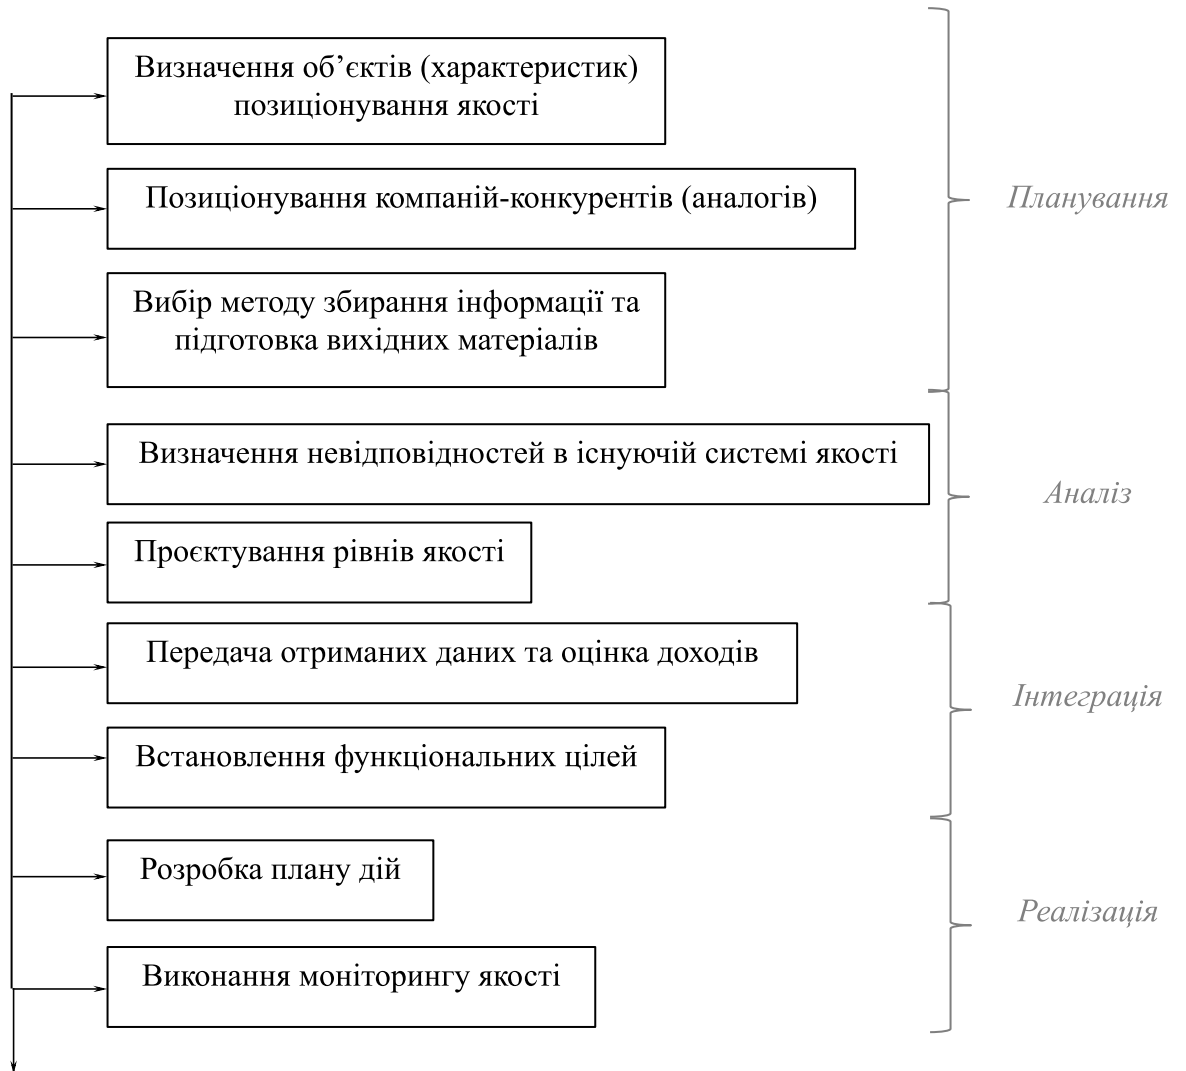 Визначення об’єктів (характеристик)
позиціонування якості
Позиціонування компаній-конкурентів (аналогів)
Вибір методу збирання інформації та
підготовка вихідних матеріалів
Планування
Визначення невідповідностей в існуючій системі якості
Проєктування рівнів якості
Аналіз
Передача отриманих даних та оцінка доходів
Встановлення функціональних цілей
Інтеграція
Розробка плану дій
Виконання моніторингу якості
Реалізація